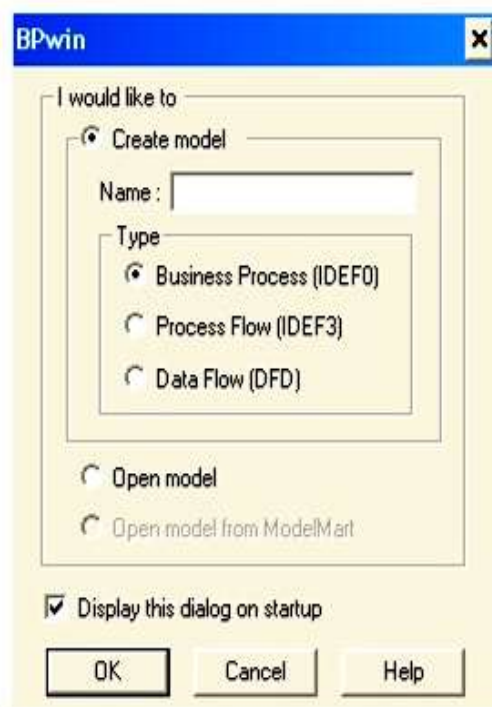 BPwin
I would like to
Create model
Name :
Type
Business Process (IDEF0)
Process Flow (IDEF3)
Data Flow (DFD)
Open model
Open model from ModelMart
Display this dialog on startup
OK Cancel Help